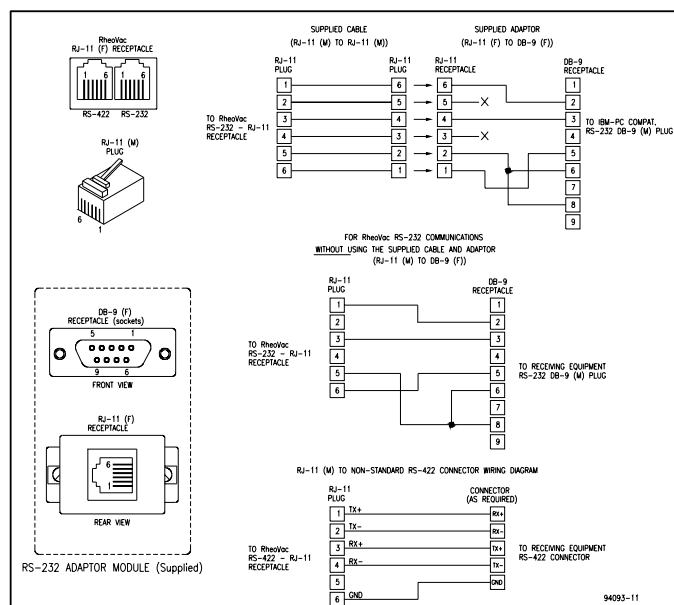 RheoVac
RJ-11 (F) RECEPTACLE
1 6 1 6
RS-422 RS-232
RJ-11 (M)
PLUG
6
1
DB-9 (F)
RECEPTACLE (sockets)
5 1
9 6
FRONT VIEW
RJ-11 (F)
RECEPTACLE
6
1
REAR VIEW
RS-232 ADAPTOR MODULE (Supplied)
SUPPLIED CABLE
(RJ-11 (M) TO RJ-11 (M))
SUPPLIED ADAPTOR
(RJ-11 (F) TO DB-9 (F))
RJ-11
PLUG
RJ-11
PLUG
RJ-11
RECEPTACLE
DB-9
RECEPTACLE
1 6 6 1
2 5 5 X 2
3 4 4 3
4 3 3 X 4
5 2 2 5
6 1 1 6
7
8
9
TO RheoVac
RS-232 - RJ-11
RECEPTACLE
TO IBM-PC COMPAT.
RS-232 DB-9 (M) PLUG
FOR RheoVac RS-232 COMMUNICATIONS
WITHOUT USING THE SUPPLIED CABLE AND ADAPTOR
(RJ-11 (M) TO DB-9 (F))
RJ-11
PLUG
DB-9
RECEPTACLE
1 1
2 2
3 3
4 4
5 5
6 6
7
8
9
TO RheoVac
RS-232 - RJ-11
RECEPTACLE
TO RECEIVING EQUIPMENT
RS-232 DB-9 (M) PLUG
RJ-11 (M) TO NON-STANDARD RS-422 CONNECTOR WIRING DIAGRAM
RJ-11
PLUG
CONNECTOR
(AS REQUIRED)
1 TX+ RX+
2 TX- RX-
3 RX+ TX+
4 RX- TX-
5 GND
6 GND
TO RheoVac
RS-422 - RJ-11
RECEPTACLE
TO RECEIVING EQUIPMENT
RS-422 CONNECTOR
94093-11